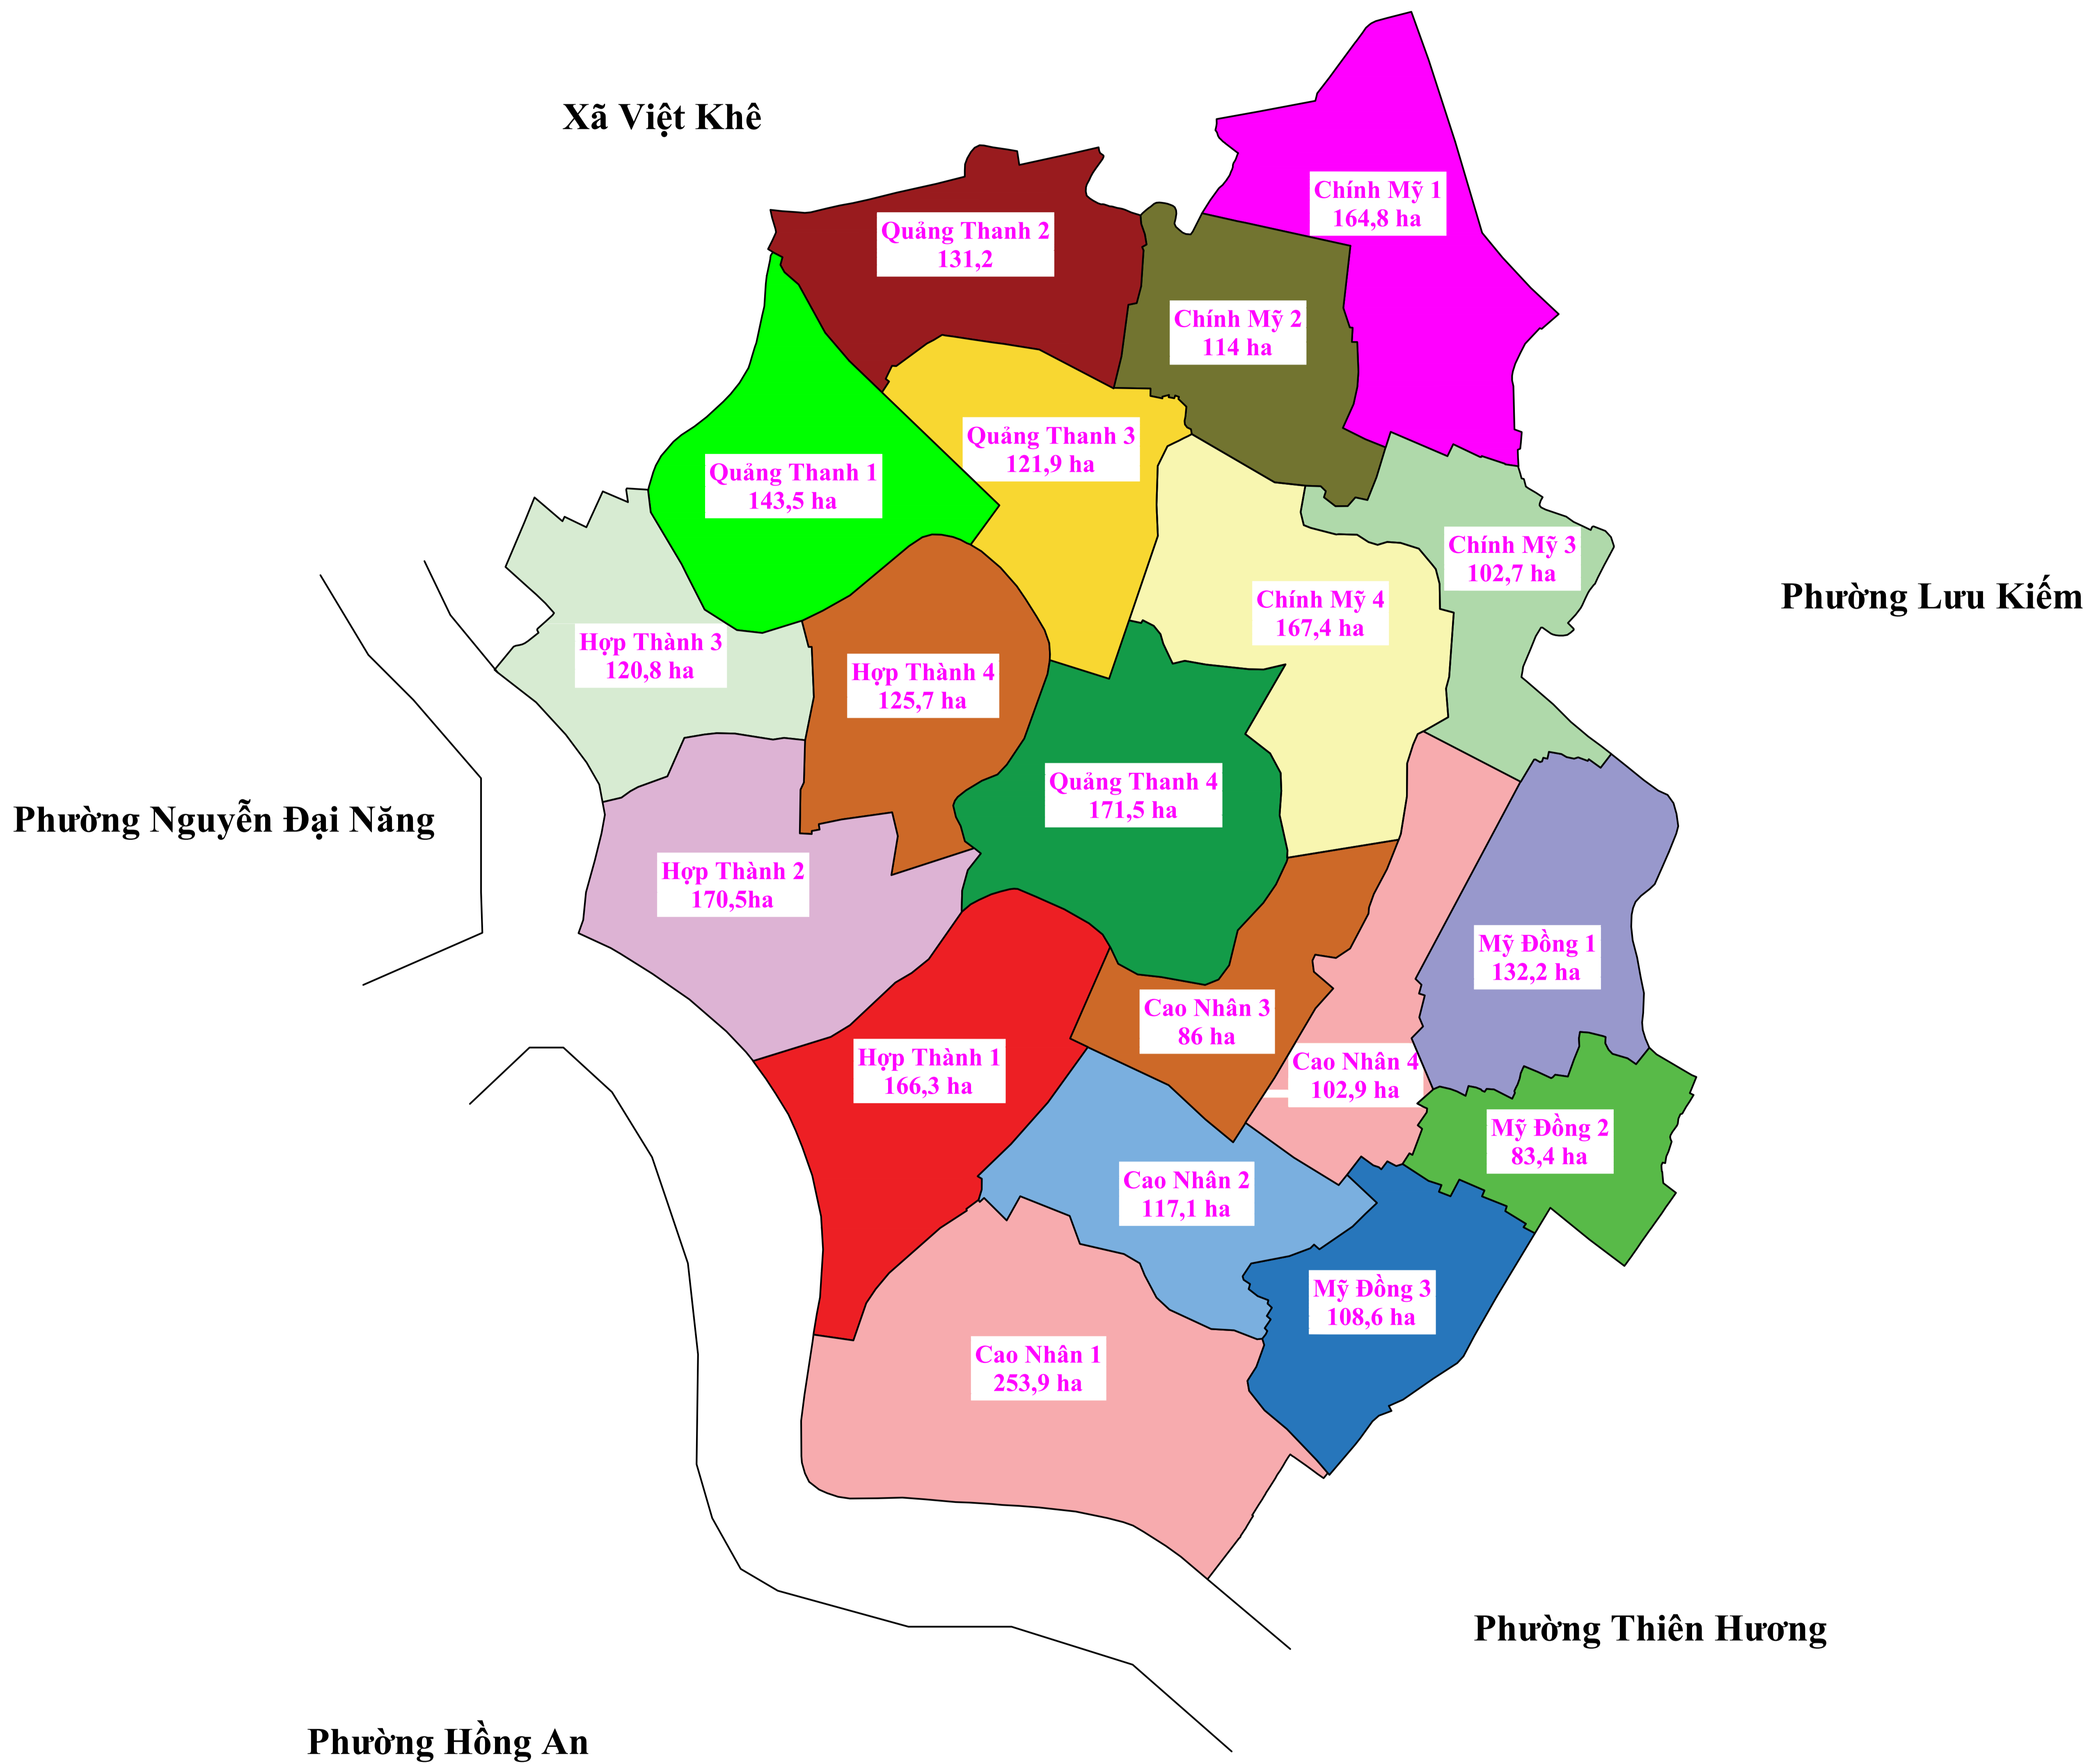 Xã Việt Khê
Chính Mỹ 1
164,8 ha
Quảng Thanh 2
131,2
Chính Mỹ 2
114 ha
Quảng Thanh 3
121,9 ha
Quảng Thanh 1
143,5 ha
Chính Mỹ 3
102,7 ha
Phường Lưu Kiếm
Chính Mỹ 4
167,4 ha
Hợp Thành 3
120,8 ha
Hợp Thành 4
125,7 ha
Quảng Thanh 4
171,5 ha
Phường Nguyễn Đại Năng
Hợp Thành 2
170,5ha
Mỹ Đồng 1
132,2 ha
Cao Nhân 3
86 ha
Hợp Thành 1
166,3 ha
Cao Nhân 4
102,9 ha
Mỹ Đồng 2
83,4 ha
Cao Nhân 2
117,1 ha
Mỹ Đồng 3
108,6 ha
Cao Nhân 1
253,9 ha
Phường Thiên Hương
Phường Hồng An